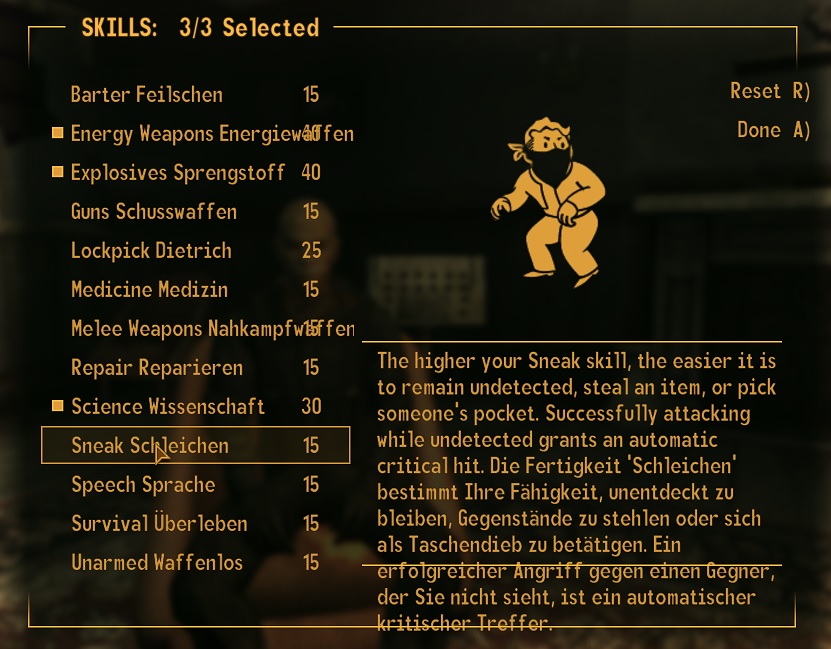 SKILLS: 3/3 Selected
Reset R)
Done A)
Barter Feilschen 15
Energy Weapons Energiewaffen
Explosives Sprengstoff 40
Guns Schusswaffen 15
Lockpick Dietrich 25
Medicine Medizin 15
Melee Weapons Nahkampfwaffen
Repair Reparieren 15
Science Wissenschaft 30
Sneak Schleichen 15
Speech Sprache 15
Survival Überleben 15
Unarmed Waffenlos 15
The higher your Sneak skill, the easier it is
to remain undetected, steal an item, or pick
someone's pocket. Successfully attacking
while undetected grants an automatic
critical hit. Die Fertigkeit 'Schleichen'
bestimmt Ihre Fähigkeit, unentdeckt zu
bleiben, Gegenstände zu stehlen oder sich
als Taschendieb zu betätigen. Ein
erfolgreicher Angriff gegen einen Gegner,
der Sie nicht sieht, ist ein automatischer
kritischer Treffer.